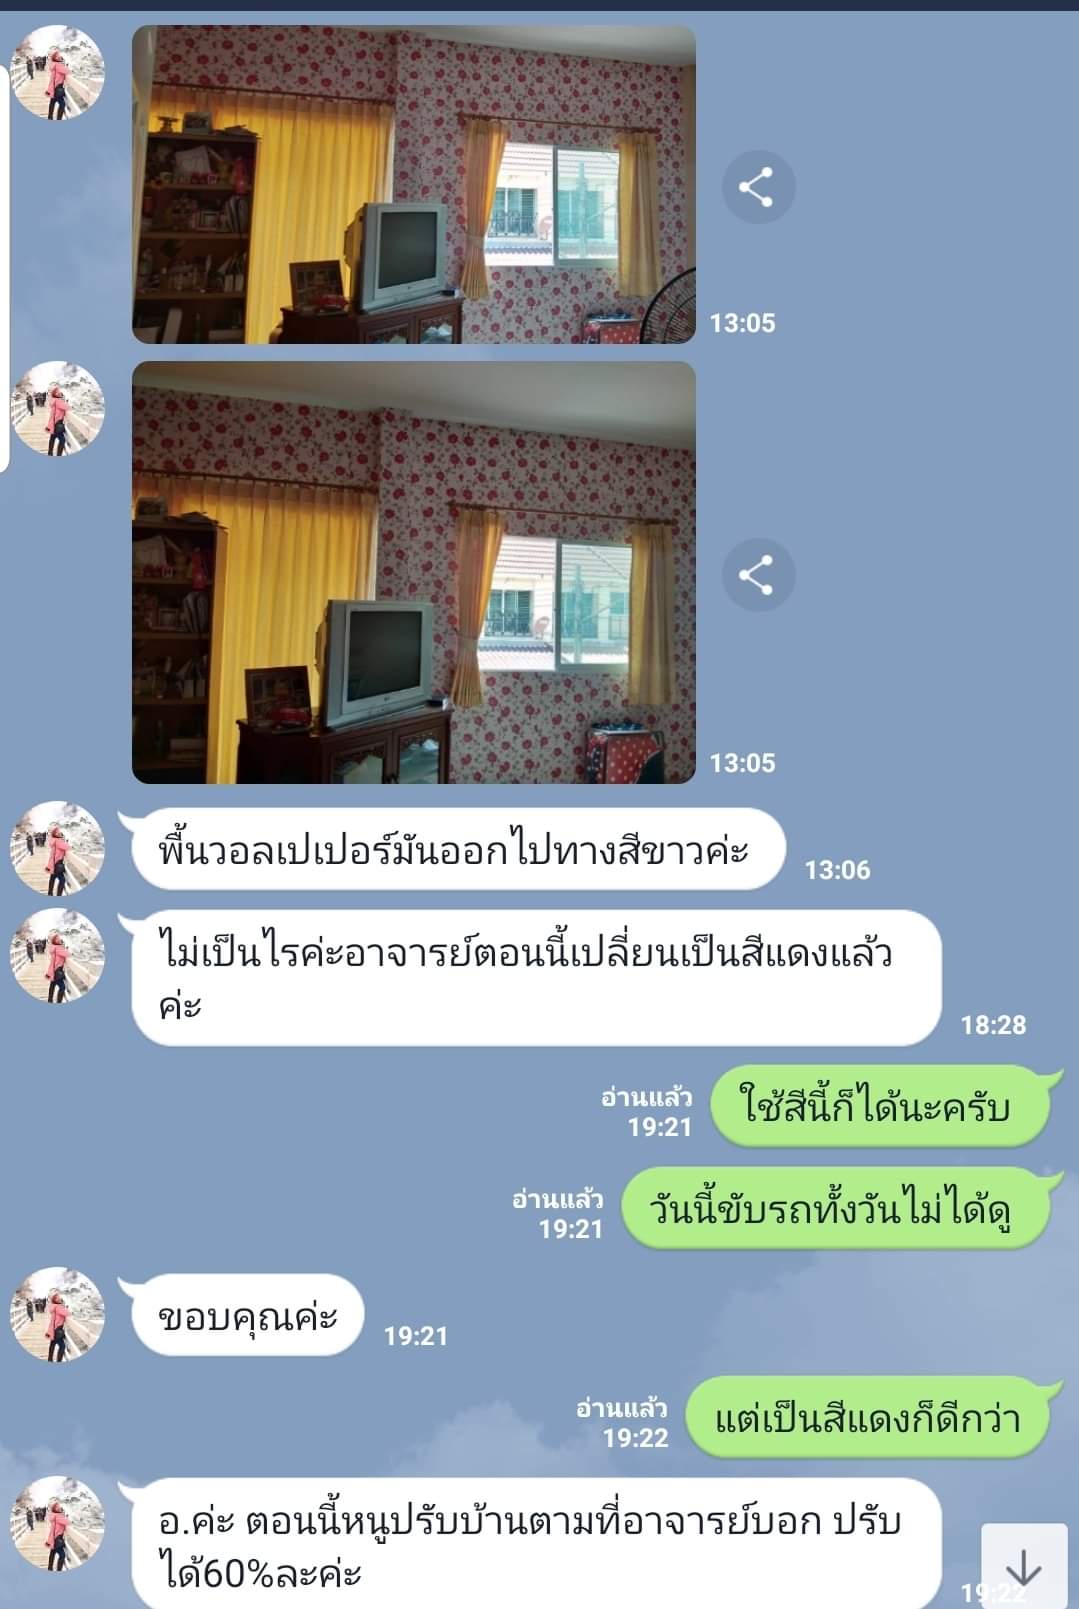 13:05
13:05
พื้นวอลเปเปอร์มันออกไปทางสีขาวค่ะ
13:06
ไม่เป็นไรค่ะอาจารย์ตอนนี้เปลี่ยนเป็นสีแดงแล้ว
ค่ะ
18:28
อ่านแล้ว
19:21
ใช้สีนี้ก็ได้นะครับ
อ่านแล้ว
19:21
วันนี้ขับรถทั้งวันไม่ได้ดู
ขอบคุณค่ะ
19:21
อ่านแล้ว
19:22
แต่เป็นสีแดงก็ดีกว่า
อ.ค่ะ ตอนนี้หนูปรับบ้านตามที่อาจารย์บอก ปรับ
ได้60%ละค่ะ
19:22